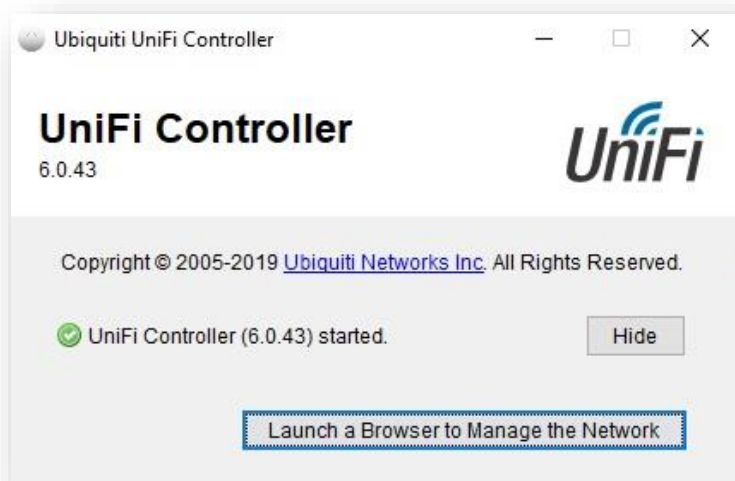 Ubiquiti UniFi Controller
UniFi Controller
6.0.43
UniFi
Copyright © 2005-2019 Ubiquiti Networks Inc. All Rights Reserved.
UniFi Controller (6.0.43) started.
Hide
Launch a Browser to Manage the Network